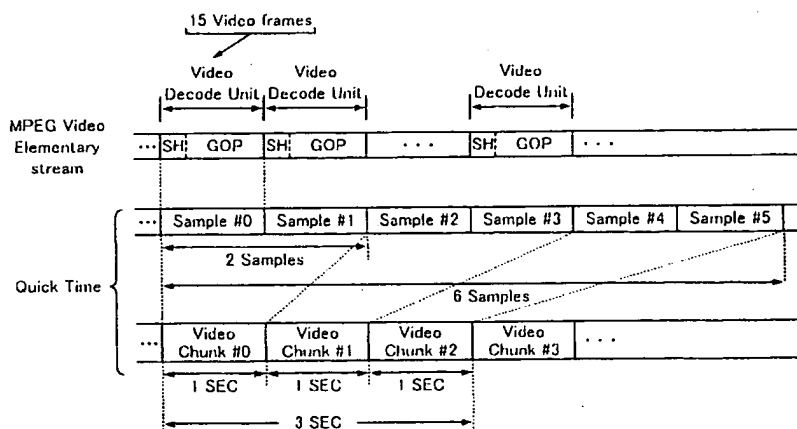 15 Video frames
Video Decode Unit
Video Decode Unit
Video Decode Unit
MPEG Video Elementary stream
··· SH GOP SH GOP ··· SH GOP ···
··· Sample #0 Sample #1 Sample #2 Sample #3 Sample #4 Sample #5
2 Samples
Quick Time
6 Samples
··· Video Chunk #0 Video Chunk #1 Video Chunk #2 Video Chunk #3 ···
1 SEC 1 SEC 1 SEC
3 SEC